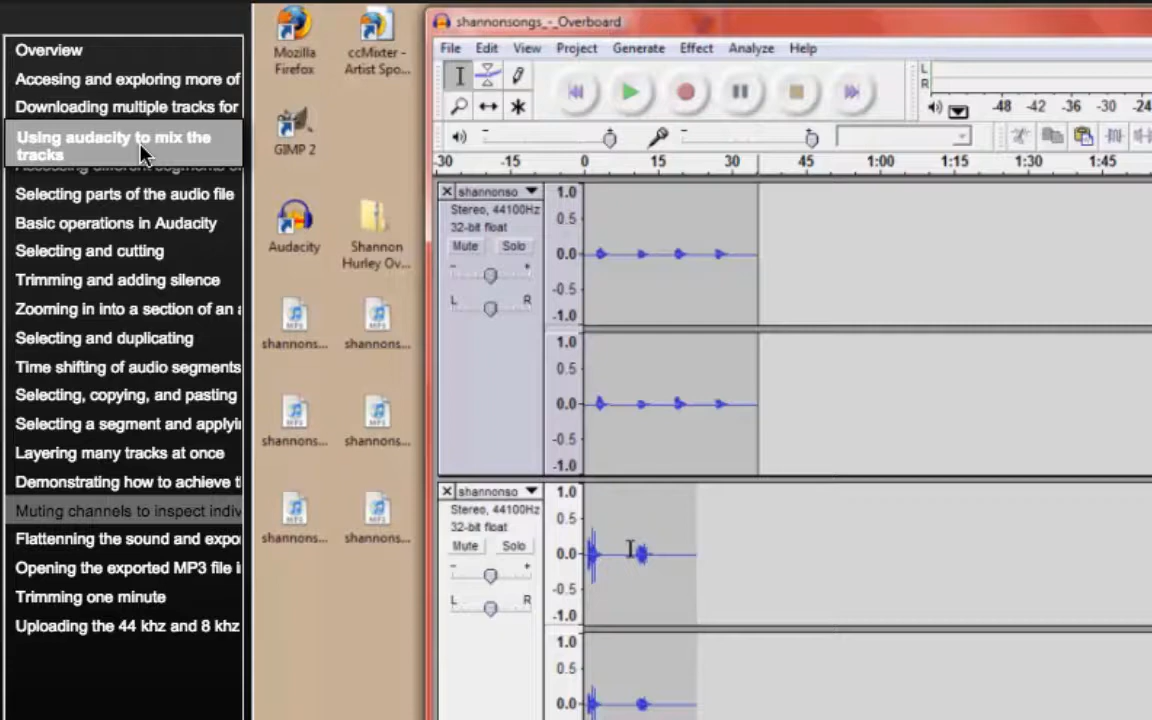 Overview
Accesing and exploring more of
Downloading multiple tracks for
Using audacity to mix the
tracks
Selecting parts of the audio file
Basic operations in Audacity
Selecting and cutting
Trimming and adding silence
Zooming in into a section of an a
Selecting and duplicating
Time shifting of audio segments
Selecting, copying, and pasting
Selecting a segment and applyi
Layering many tracks at once
Demonstrating how to achieve t
Muting channels to inspect indiv
Flattenning the sound and expo
Opening the exported MP3 file i
Trimming one minute
Uploading the 44 khz and 8 khz
Mozilla
Firefox
ccMixter -
Artist Spo...
GIMP 2
Audacity
Shannon
Hurley Ov...
MP3
MP3
shannons...
shannons...
MP3
MP3
shannons...
shannons...
MP3
MP3
shannons...
shannons...
shannonsongs_-_Overboard
File Edit View Project Generate Effect Analyze Help
L
R
-48 -42 -36 -30 -24
-30 -15 0 15 30 45 1:00 1:15 1:30 1:45
shannonso
Stereo, 44100Hz
32-bit float
Mute Solo
- +
L R
1.0
0.5
0.0
-0.5
-1.0
1.0
0.5
0.0
-0.5
-1.0
shannonso
Stereo, 44100Hz
32-bit float
Mute Solo
- +
L R
1.0
0.5
0.0
-0.5
-1.0
1.0
0.5
0.0